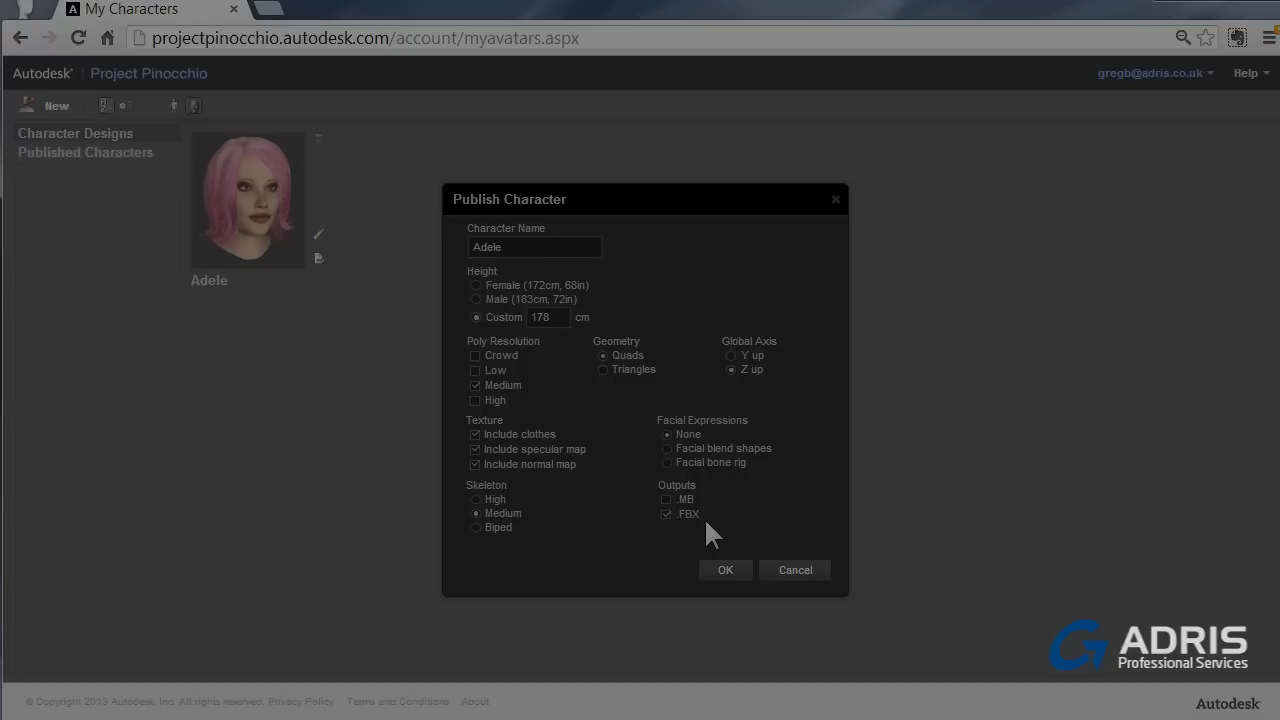 My Characters
projectpinocchio.autodesk.com/account/myavatars.aspx
Autodesk® | Project Pinocchio
gregb@adris.co.uk
Help
New
Character Designs
Published Characters
Adele
Publish Character
Character Name
Adele
Height
Female (172cm, 68in)
Male (183cm, 72in)
Custom 178 cm
Poly Resolution
Crowd
Low
Medium
High
Geometry
Quads
Triangles
Global Axis
Y up
Z up
Texture
Include clothes
Include specular map
Include normal map
Facial Expressions
None
Facial blend shapes
Facial bone rig
Skeleton
High
Medium
Biped
Outputs
.MB
.FBX
OK
Cancel
ADRIS
Professional Services
© Copyright 2013 Autodesk, Inc. All rights reserved. Privacy Policy Terms and Conditions About
Autodesk